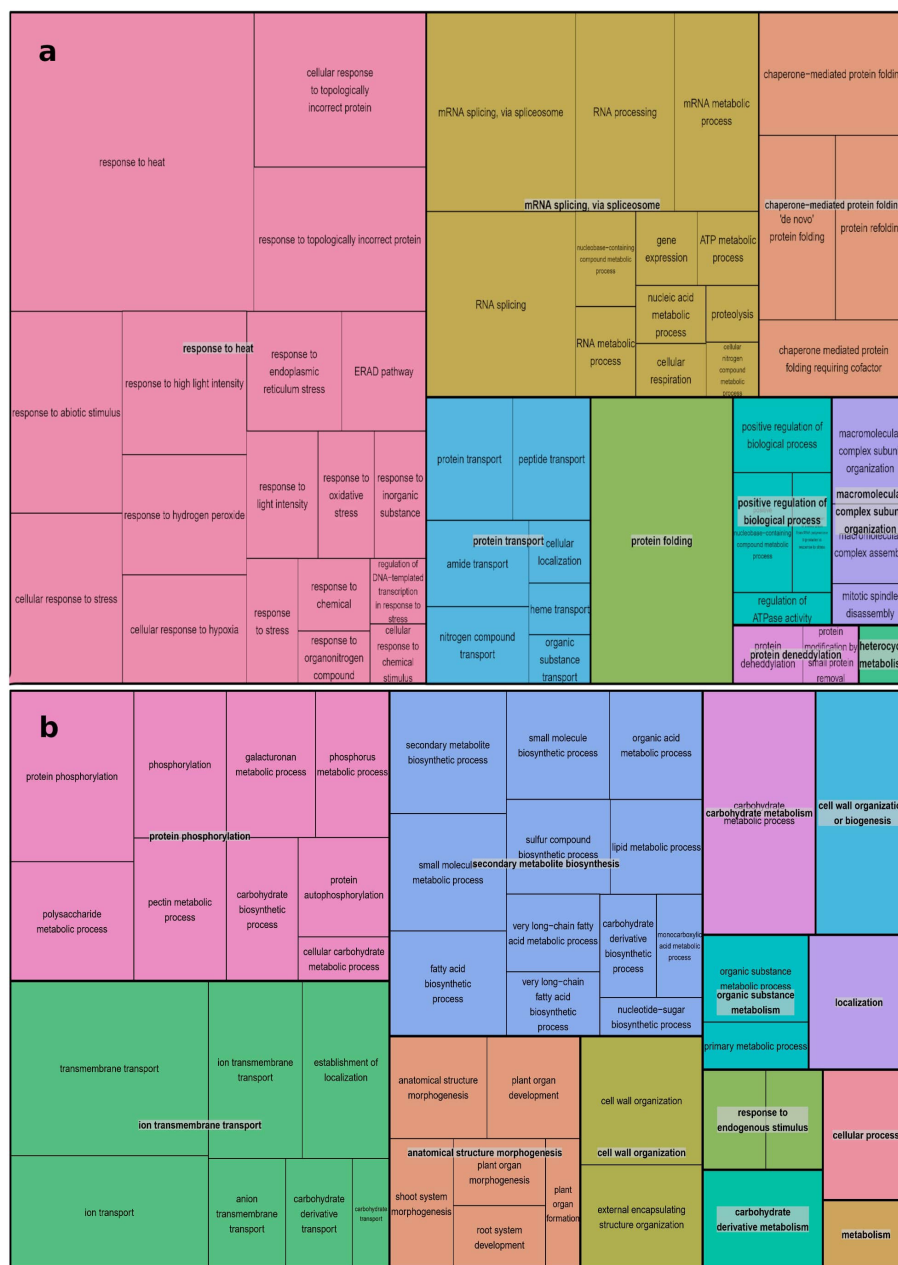 a
response to heat
cellular response
to topologically
incorrect protein
response to topologically incorrect protein
response to heat
response to abiotic stimulus
response to high light intensity
response to
endoplasmic
reticulum stress
ERAD pathway
response to hydrogen peroxide
response to
light intensity
response to
oxidative
stress
response to
inorganic
substance
cellular response to stress
cellular response to hypoxia
response
to stress
response to
chemical
response to
organonitrogen
compound
regulation of
DNA−templated
transcription
in response to
stress
cellular
response to
chemical
stimulus
mRNA splicing, via spliceosome
RNA processing
mRNA metabolic
process
mRNA splicing, via spliceosome
RNA splicing
nucleobase−containing
compound metabolic
process
gene
expression
ATP metabolic
process
RNA metabolic
process
nucleic acid
metabolic
process
proteolysis
cellular
respiration
cellular
nitrogen
compound
metabolic
process
chaperone−mediated protein foldin
chaperone−mediated protein foldin
'de novo'
protein folding
protein refolding
chaperone mediated protein
folding requiring cofactor
protein transport
peptide transport
protein transport
amide transport
cellular
localization
heme transport
nitrogen compound
transport
organic
substance
transport
protein folding
positive regulation of
biological process
positive regulation of
biological process
nucleobase−containing
compound metabolic
process
regulation of
ATPase activity
macromolecula
complex subun
organization
macromolecula
complex subun
organization
macromolecula
complex assemb
mitotic spindle
disassembly
protein
deneddylation
protein deneddylation
protein
modification by
small protein
removal
heterocyc
metabolis
b
protein phosphorylation
phosphorylation
galacturonan
metabolic process
phosphorus
metabolic process
protein phosphorylation
polysaccharide
metabolic process
pectin metabolic
process
carbohydrate
biosynthetic
process
protein
autophosphorylation
cellular carbohydrate
metabolic process
secondary metabolite
biosynthetic process
small molecule
biosynthetic process
organic acid
metabolic process
small molecule
metabolic process
sulfur compound
biosynthetic process
lipid metabolic process
secondary metabolite biosynthesis
fatty acid
biosynthetic
process
very long−chain fatty
acid metabolic process
carbohydrate
derivative
biosynthetic
process
monocarboxylic
acid metabolic
process
very long−chain
fatty acid
biosynthetic
process
nucleotide−sugar
biosynthetic process
carbohydrate
metabolic process
carbohydrate metabolism
cell wall organizatio
or biogenesis
organic substance
metabolic process
organic substance
metabolism
primary metabolic process
localization
transmembrane transport
ion transmembrane
transport
establishment of
localization
ion transmembrane transport
ion transport
anion
transmembrane
transport
carbohydrate
derivative
transport
carbohydrate
transport
anatomical structure
morphogenesis
plant organ
development
anatomical structure morphogenesis
shoot system
morphogenesis
plant organ
morphogenesis
root system
development
plant
organ
formation
cell wall organization
cell wall organization
external encapsulating
structure organization
response to
endogenous stimulus
cellular process
carbohydrate
derivative metabolism
metabolism